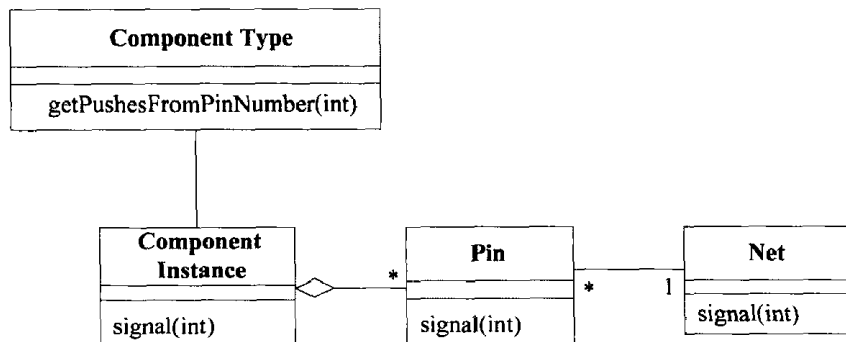 Component Type
getPushesFromPinNumber(int)
Component
Instance
signal(int)
*
Pin
signal(int)
*
1
Net
signal(int)